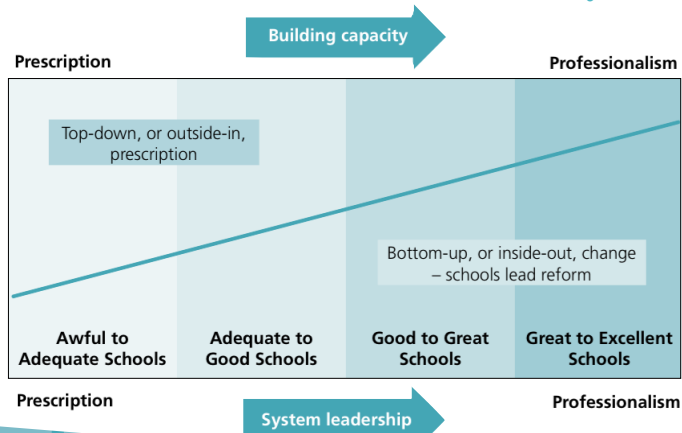 Building capacity
Prescription
Professionalism
Top-down, or outside-in,
prescription
Bottom-up, or inside-out, change
– schools lead reform
Awful to
Adequate Schools
Adequate to
Good Schools
Good to Great
Schools
Great to Excellent
Schools
Prescription
Professionalism
System leadership